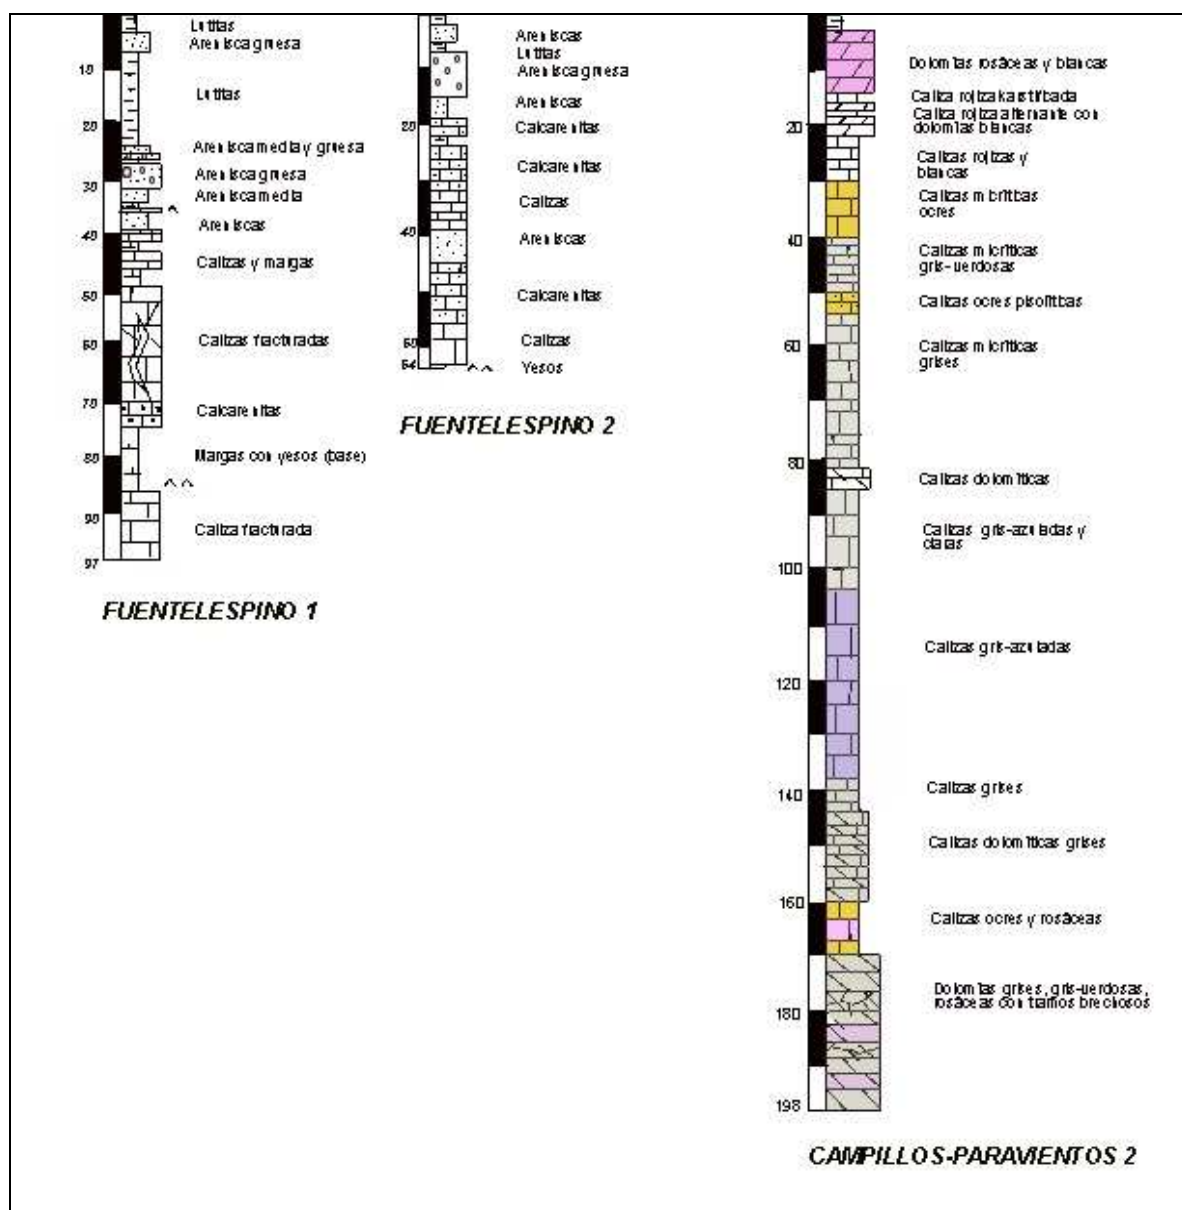 Lutitas
Arenisca gruesa
10
Lutitas
20
Arenisca media y gruesa
Arenisca gruesa
30
Arenisca media
Areniscas
40
Calizas y margas
50
Calizas fracturadas
60
70
Calcarenitas
80
Margas con yesos (base)
90
Caliza fracturada
97
FUENTELESPINO 1
Areniscas
Lutitas
Arenisca gruesa
Areniscas
20
Calcarenitas
Calcarenitas
Calizas
40
Areniscas
Calcarenitas
60
Calizas
64
Yesos
FUENTELESPINO 2
Dolomías rosáceas y blancas
Caliza rojiza karstificada
Caliza rojiza alternante con
dolomías blancas
20
Calizas rojizas y
blancas
Calizas micríticas
ocres
40
Calizas micríticas
gris-verdosas
Calizas ocres pisolíticas
60
Calizas micríticas
grises
80
Calizas dolomíticas
Calizas gris-azuladas y
claras
100
Calizas gris-azuladas
120
Calizas grises
140
Calizas dolomíticas grises
160
Calizas ocres y rosáceas
Dolomías grises, gris-verdosas,
rosáceas con tramos brechosos
180
198
CAMPILLOS-PARAVIENTOS 2